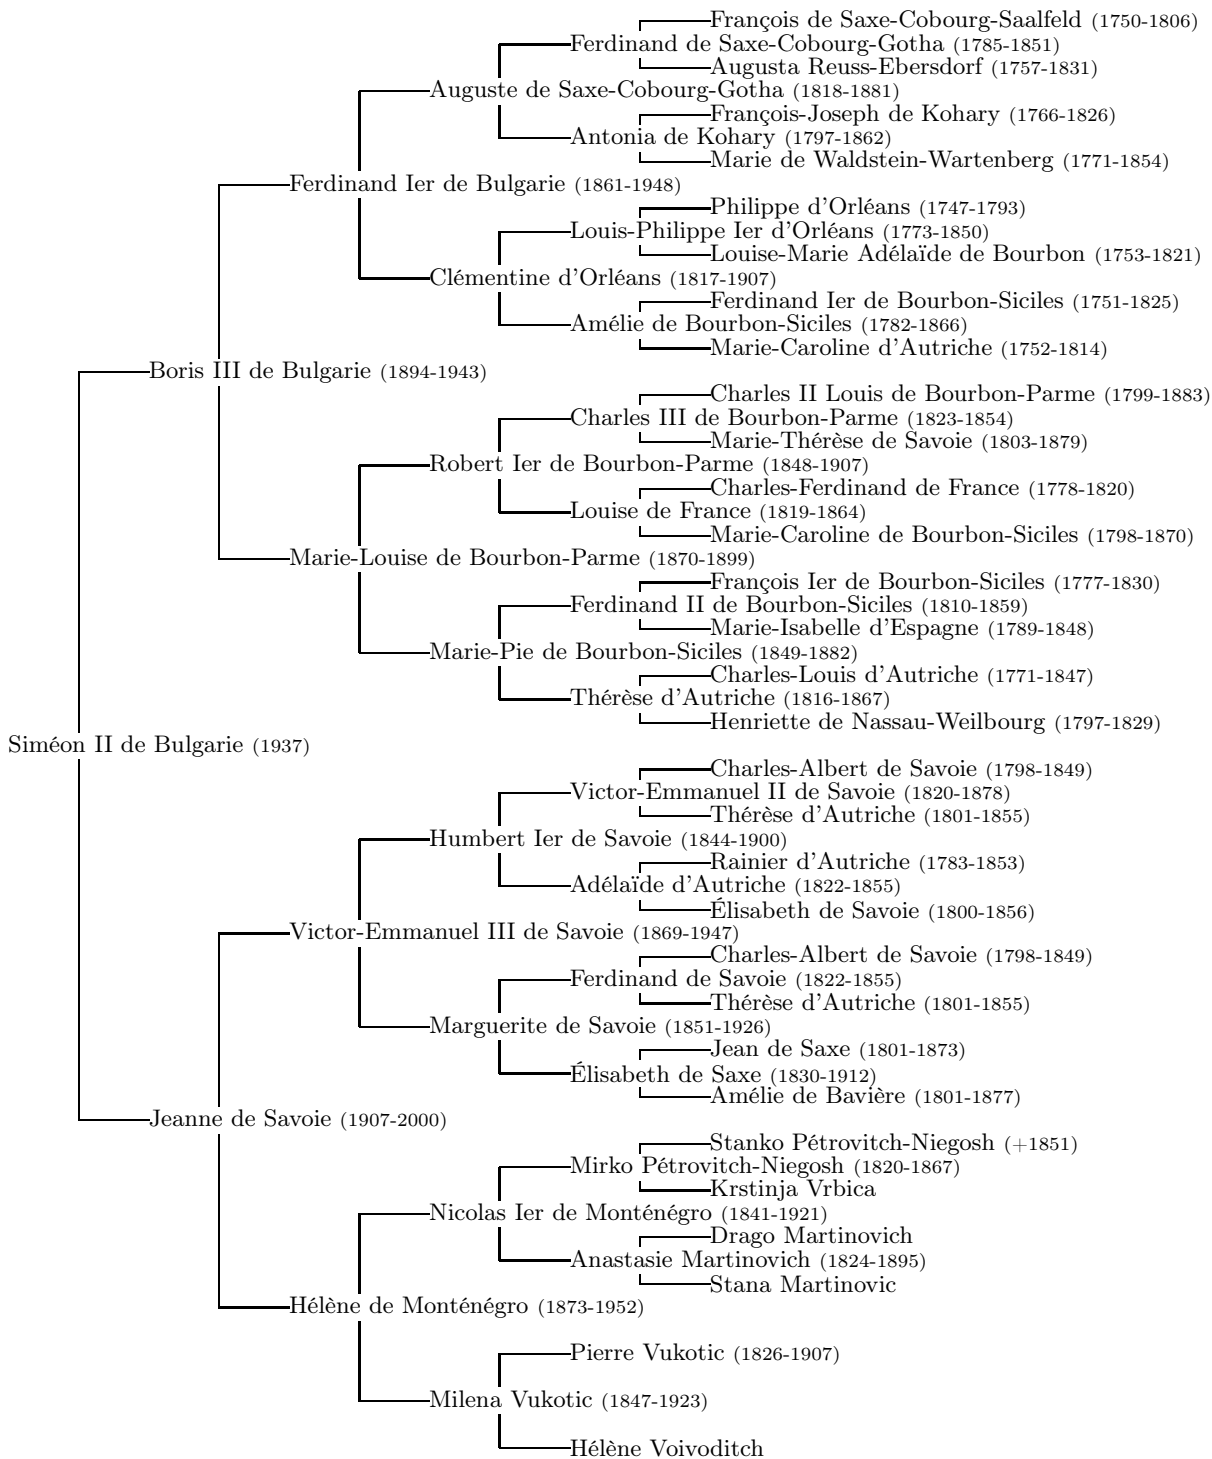 François de Saxe-Cobourg-Saalfeld (1750-1806)
Ferdinand de Saxe-Cobourg-Gotha (1785-1851)
Augusta Reuss-Ebersdorf (1757-1831)
Auguste de Saxe-Cobourg-Gotha (1818-1881)
François-Joseph de Kohary (1766-1826)
Antonia de Kohary (1797-1862)
Marie de Waldstein-Wartenberg (1771-1854)
Ferdinand Ier de Bulgarie (1861-1948)
Philippe d'Orléans (1747-1793)
Louis-Philippe Ier d'Orléans (1773-1850)
Louise-Marie Adélaïde de Bourbon (1753-1821)
Clémentine d'Orléans (1817-1907)
Ferdinand Ier de Bourbon-Siciles (1751-1825)
Amélie de Bourbon-Siciles (1782-1866)
Marie-Caroline d'Autriche (1752-1814)
Boris III de Bulgarie (1894-1943)
Charles II Louis de Bourbon-Parme (1799-1883)
Charles III de Bourbon-Parme (1823-1854)
Marie-Thérèse de Savoie (1803-1879)
Robert Ier de Bourbon-Parme (1848-1907)
Charles-Ferdinand de France (1778-1820)
Louise de France (1819-1864)
Marie-Caroline de Bourbon-Siciles (1798-1870)
Marie-Louise de Bourbon-Parme (1870-1899)
François Ier de Bourbon-Siciles (1777-1830)
Ferdinand II de Bourbon-Siciles (1810-1859)
Marie-Isabelle d'Espagne (1789-1848)
Marie-Pie de Bourbon-Siciles (1849-1882)
Charles-Louis d'Autriche (1771-1847)
Thérèse d'Autriche (1816-1867)
Henriette de Nassau-Weilbourg (1797-1829)
Siméon II de Bulgarie (1937)
Charles-Albert de Savoie (1798-1849)
Victor-Emmanuel II de Savoie (1820-1878)
Thérèse d'Autriche (1801-1855)
Humbert Ier de Savoie (1844-1900)
Rainier d'Autriche (1783-1853)
Adélaïde d'Autriche (1822-1855)
Élisabeth de Savoie (1800-1856)
Victor-Emmanuel III de Savoie (1869-1947)
Charles-Albert de Savoie (1798-1849)
Ferdinand de Savoie (1822-1855)
Thérèse d'Autriche (1801-1855)
Marguerite de Savoie (1851-1926)
Jean de Saxe (1801-1873)
Élisabeth de Saxe (1830-1912)
Amélie de Bavière (1801-1877)
Jeanne de Savoie (1907-2000)
Stanko Pétrovitch-Niegosh (+1851)
Mirko Pétrovitch-Niegosh (1820-1867)
Krstinja Vrbica
Nicolas Ier de Monténégro (1841-1921)
Drago Martinovich
Anastasie Martinovich (1824-1895)
Stana Martinovic
Hélène de Monténégro (1873-1952)
Pierre Vukotic (1826-1907)
Milena Vukotic (1847-1923)
Hélène Voivoditch